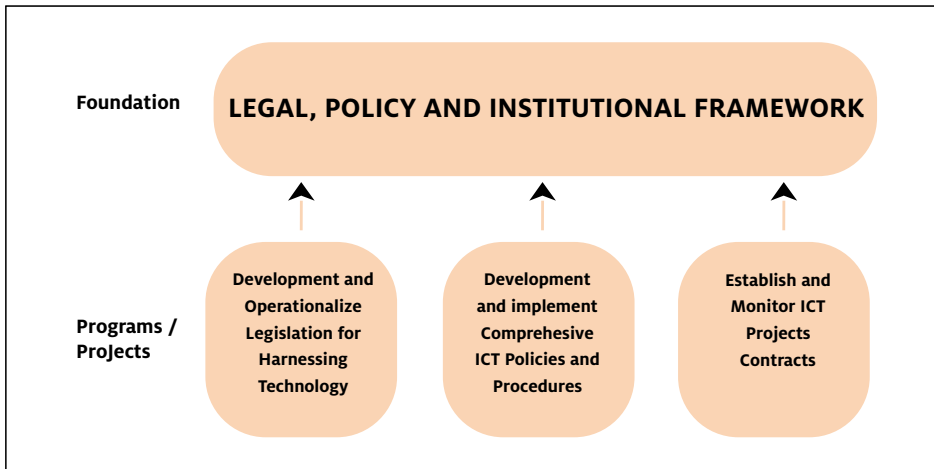 Foundation
LEGAL, POLICY AND INSTITUTIONAL FRAMEWORK
Programs /
ProJects
Development and
Operationalize
Legislation for
Harnessing
Technology
Development
and implement
Comprehesive
ICT Policies and
Procedures
Establish and
Monitor ICT
Projects
Contracts